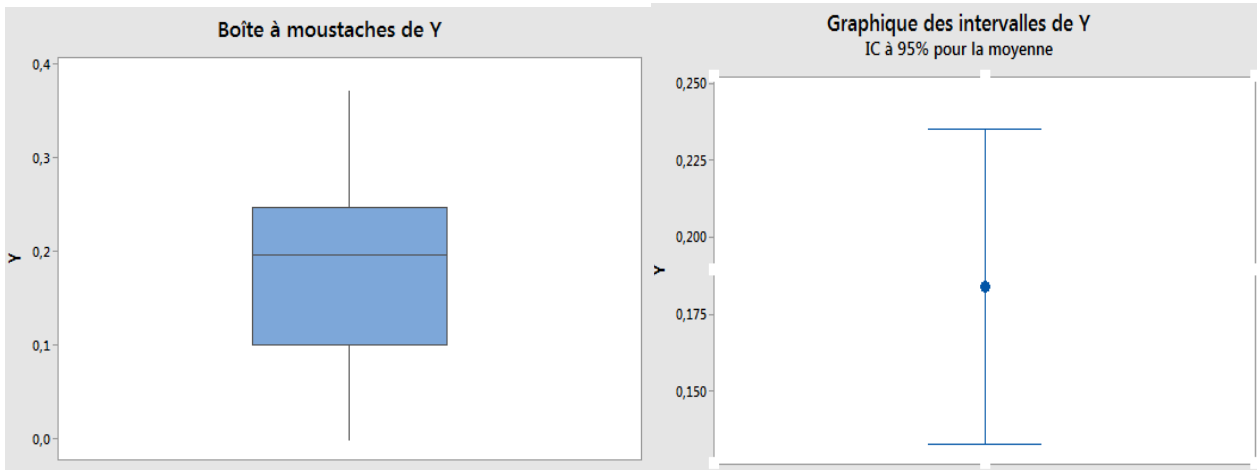 Boîte à moustaches de Y
0,4
0,3
0,2
0,1
0,0
Y
Graphique des intervalles de Y
IC à 95% pour la moyenne
0,250
0,225
0,200
0,175
0,150
Y